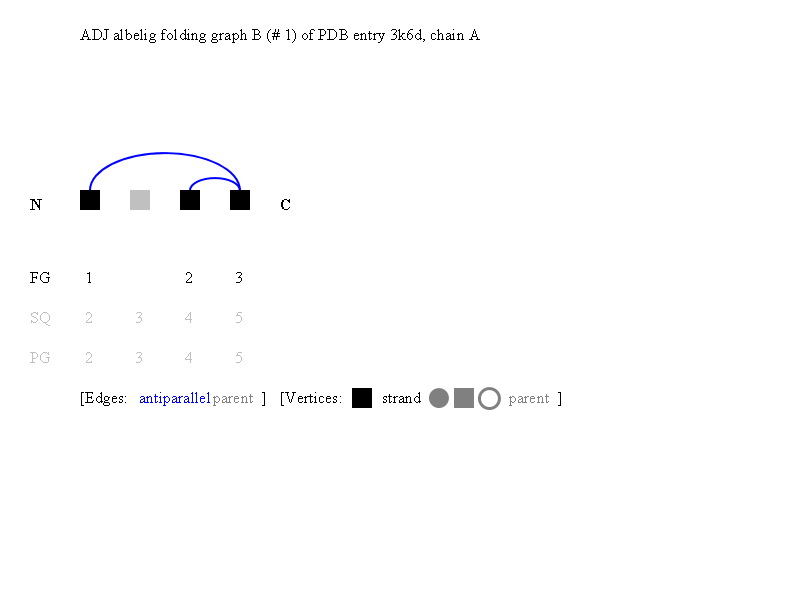 ADJ albelig folding graph B (# 1) of PDB entry 3k6d, chain A
N C
FG 1 2 3
SQ 2 3 4 5
PG 2 3 4 5
[Edges: antiparallel parent ] [Vertices: strand parent ]